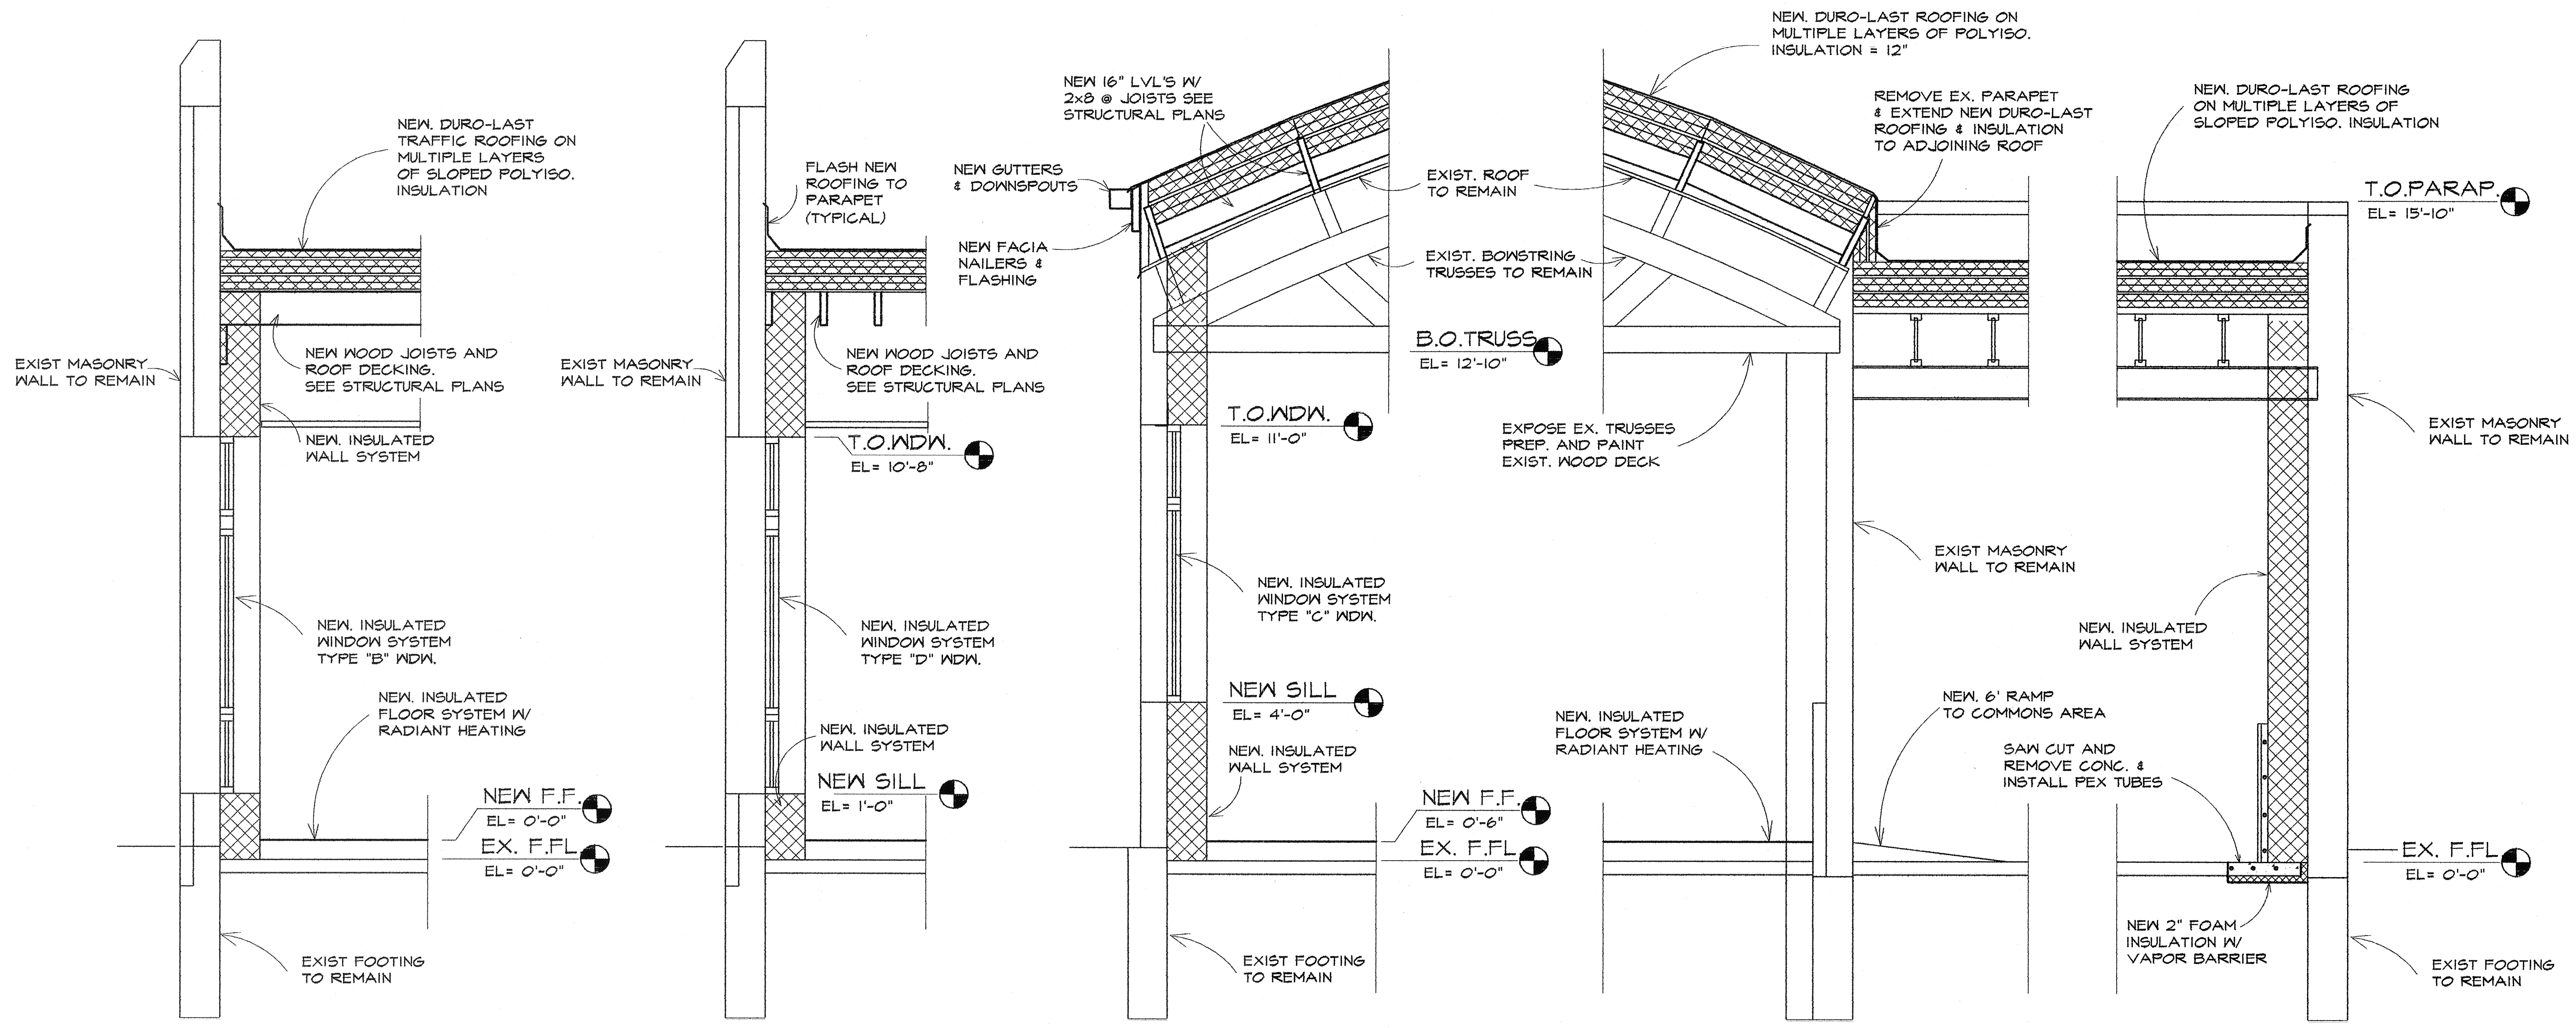 NEW. DURO-LAST
TRAFFIC ROOFING ON
MULTIPLE LAYERS
OF SLOPED POLYISO.
INSULATION
EXIST MASONRY
WALL TO REMAIN
NEW WOOD JOISTS AND
ROOF DECKING.
SEE STRUCTURAL PLANS
NEW. INSULATED
WALL SYSTEM
NEW. INSULATED
WINDOW SYSTEM
TYPE "B" WDW.
NEW. INSULATED
FLOOR SYSTEM W/
RADIANT HEATING
NEW F.F.
EL= 0'-0"
EX. F.FL
EL= 0'-0"
EXIST FOOTING
TO REMAIN
FLASH NEW
ROOFING TO
PARAPET
(TYPICAL)
EXIST MASONRY
WALL TO REMAIN
NEW WOOD JOISTS AND
ROOF DECKING.
SEE STRUCTURAL PLANS
T.O.WDW.
EL= 10'-8"
NEW. INSULATED
WINDOW SYSTEM
TYPE "D" WDW.
NEW. INSULATED
WALL SYSTEM
NEW SILL
EL= 1'-0"
NEW 16" LVL'S W/
2x8 @ JOISTS SEE
STRUCTURAL PLANS
NEW GUTTERS
& DOWNSPOUTS
NEW FACIA
NAILERS &
FLASHING
EXIST. ROOF
TO REMAIN
EXIST. BOWSTRING
TRUSSES TO REMAIN
B.O.TRUSS
EL= 12'-10"
T.O.WDW.
EL= 11'-0"
NEW. INSULATED
WINDOW SYSTEM
TYPE "C" WDW.
NEW SILL
EL= 4'-0"
NEW. INSULATED
WALL SYSTEM
NEW F.F.
EL= 0'-6"
EX. F.FL
EL= 0'-0"
EXIST FOOTING
TO REMAIN
NEW. DURO-LAST ROOFING ON
MULTIPLE LAYERS OF POLYISO.
INSULATION = 12"
REMOVE EX. PARAPET
& EXTEND NEW DURO-LAST
ROOFING & INSULATION
TO ADJOINING ROOF
EXPOSE EX. TRUSSES
PREP. AND PAINT
EXIST. WOOD DECK
EXIST MASONRY
WALL TO REMAIN
NEW. INSULATED
FLOOR SYSTEM W/
RADIANT HEATING
NEW. 6' RAMP
TO COMMONS AREA
NEW. DURO-LAST ROOFING
ON MULTIPLE LAYERS OF
SLOPED POLYISO. INSULATION
T.O.PARAP.
EL= 15'-10"
EXIST MASONRY
WALL TO REMAIN
NEW. INSULATED
WALL SYSTEM
SAW CUT AND
REMOVE CONC. &
INSTALL PEX TUBES
EX. F.FL
EL= 0'-0"
NEW 2" FOAM
INSULATION W/
VAPOR BARRIER
EXIST FOOTING
TO REMAIN